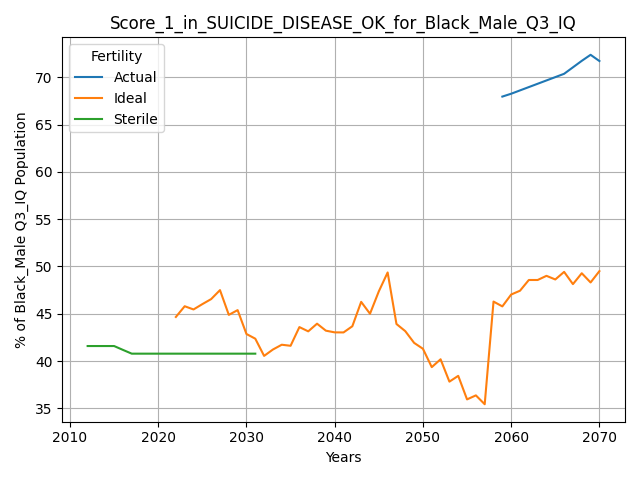 Score_1_in_SUICIDE_DISEASE_OK_for_Black_Male_Q3_IQ
Fertility
Actual
Ideal
Sterile
% of Black_Male Q3_IQ Population
70
65
60
55
50
45
40
35
2010 2020 2030 2040 2050 2060 2070
Years